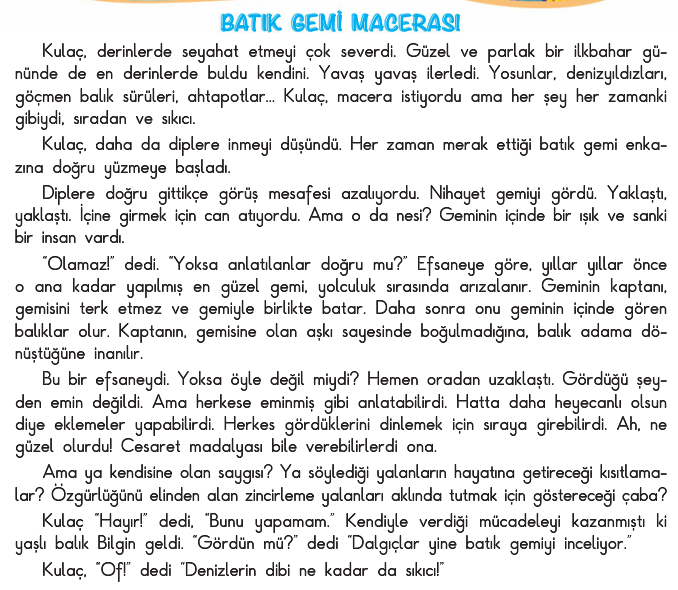 BATIK GEMİ MACERASI
Kulaç, derinlerde seyahat etmeyi çok severdi. Güzel ve parlak bir ilkbahar gü-
nünde de en derinlerde buldu kendini. Yavaş yavaş ilerledi. Yosunlar, denizyıldızları,
göçmen balık sürüleri, ahtapotlar... Kulaç, macera istiyordu ama her şey her zamanki
gibiydi, sıradan ve sıkıcı.
Kulaç, daha da diplere inmeyi düşündü. Her zaman merak ettiği batık gemi enka-
zına doğru yüzmeye başladı.
Diplere doğru gittikçe görüş mesafesi azalıyordu. Nihayet gemiyi gördü. Yaklaştı,
yaklaştı. İçine girmek için can atıyordu. Ama o da nesi? Geminin içinde bir ışık ve sanki
bir insan vardı.
"Olamaz!" dedi. "Yoksa anlatılanlar doğru mu?" Efsaneye göre, yıllar yıllar önce
o ana kadar yapılmış en güzel gemi, yolculuk sırasında arızalanır. Geminin kaptanı,
gemisini terk etmez ve gemiyle birlikte batar. Daha sonra onu geminin içinde gören
balıklar olur. Kaptanın, gemisine olan aşkı sayesinde boğulmadığına, balık adama dö-
nüştüğüne inanılır.
Bu bir efsaneydi. Yoksa öyle değil miydi? Hemen oradan uzaklaştı. Gördüğü şey-
den emin değildi. Ama herkese eminmiş gibi anlatabilirdi. Hatta daha heyecanlı olsun
diye eklemeler yapabilirdi. Herkes gördüklerini dinlemek için sıraya girebilirdi. Ah, ne
güzel olurdu! Cesaret madalyası bile verebilirlerdi ona.
Ama ya kendisine olan saygısı? Ya söylediği yalanların hayatına getireceği kısıtlama-
lar? Özgürlüğünü elinden alan zincirleme yalanları aklında tutmak için göstereceği çaba?
Kulaç "Hayır!" dedi, "Bunu yapamam." Kendiyle verdiği mücadeleyi kazanmıştı ki
yaşlı balık Bilgin geldi. "Gördün mü?" dedi "Dalgıçlar yine batık gemiyi inceliyor."
Kulaç, "Of!" dedi "Denizlerin dibi ne kadar da sıkıcı!"